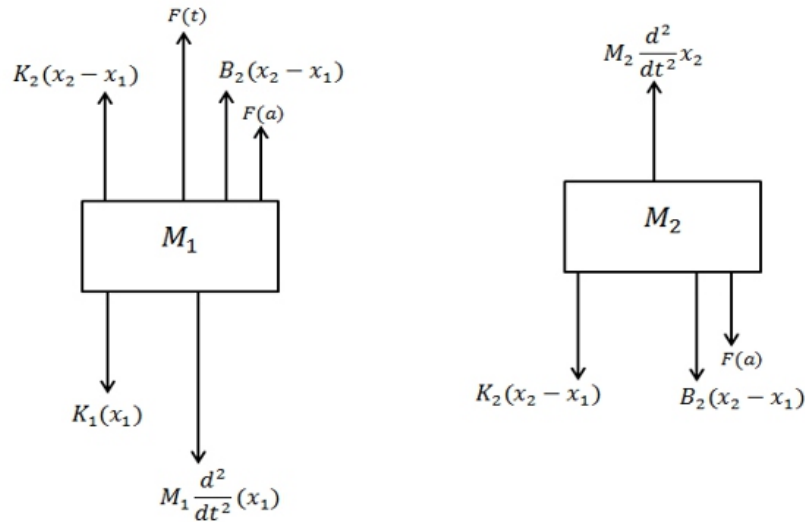 F(t)
K₂(x₂ − x₁)
B₂(x₂ − x₁)
F(a)
M₁
K₁(x₁)
M₁ d²/dt² (x₁)
M₂ d²/dt² x₂
M₂
F(a)
K₂(x₂ − x₁)
B₂(x₂ − x₁)